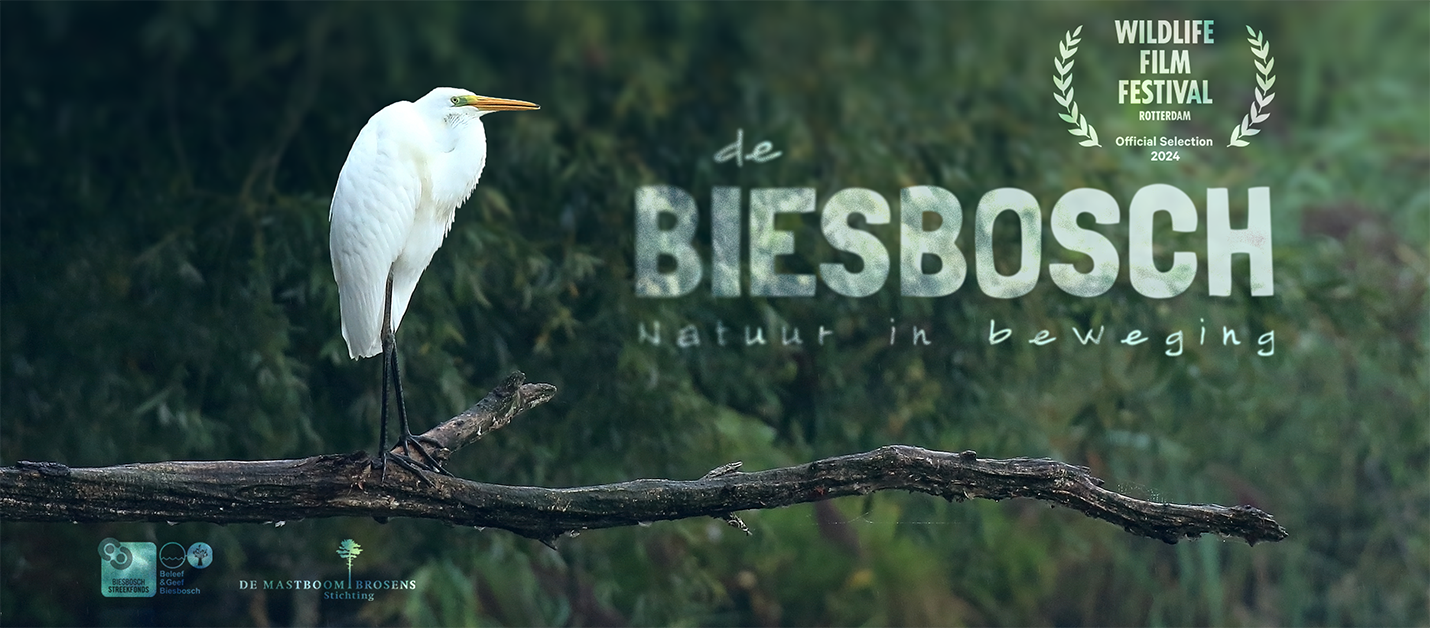 WILDLIFE
FILM
FESTIVAL
ROTTERDAM
Official Selection
2024
de
BIESBOSCH
Natuur in beweging
BIESBOSCH
STREEKFONDS
Beleef
&Geef
Biesbosch
DE MASTBOOM BROSENS
Stichting